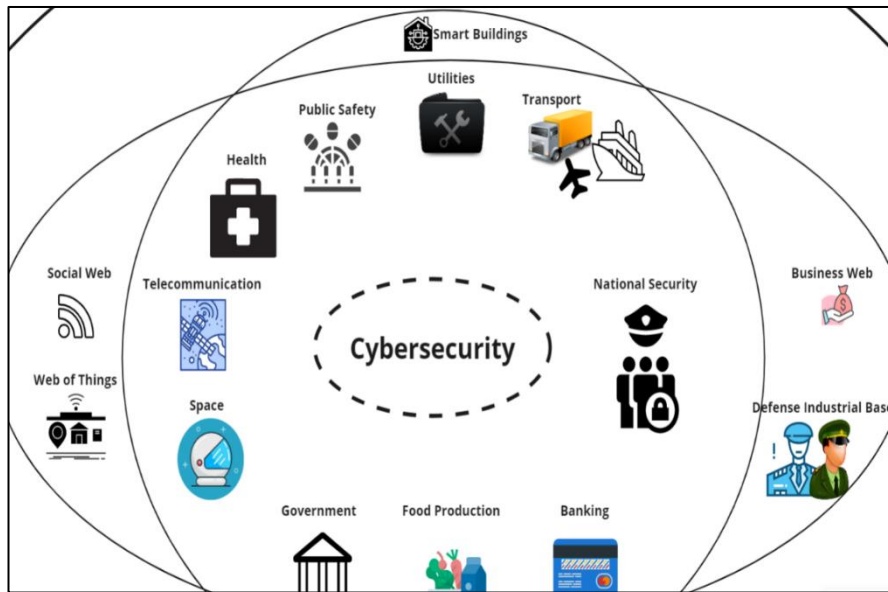 Smart Buildings
Utilities
Transport
Public Safety
Health
Social Web
Telecommunication
National Security
Business Web
Cybersecurity
Web of Things
Space
Defense Industrial Base
Government
Food Production
Banking